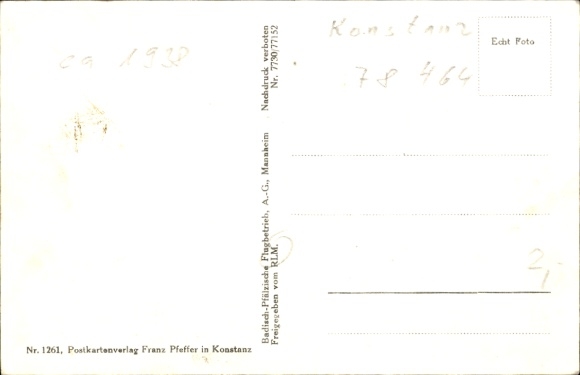 ca 1938
Konstanz
78 464
Echt Foto
Badisch-Pfälzische Flugbetrieb, A.-G., Mannheim Nachdruck verboten
Freigegeben vom RLM. Nr. 7730/77152
2,-
Nr. 1261, Postkartenverlag Franz Pfeffer in Konstanz